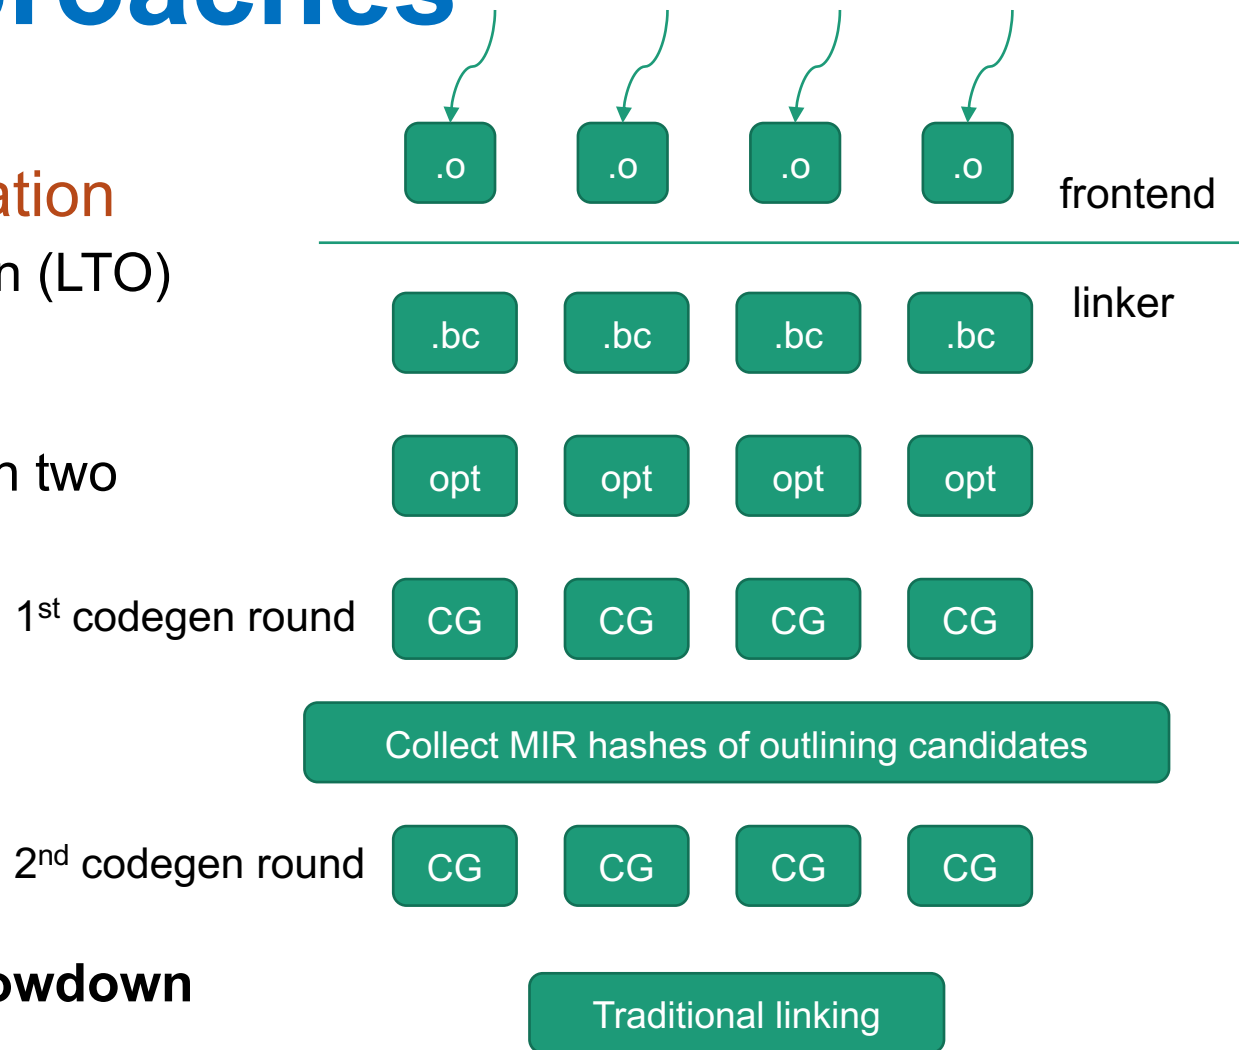 roaches
.o .o .o .o
ation
frontend
n (LTO)
linker
.bc .bc .bc .bc
n two
opt opt opt opt
1st codegen round CG CG CG CG
Collect MIR hashes of outlining candidates
2nd codegen round CG CG CG CG
owdown
Traditional linking